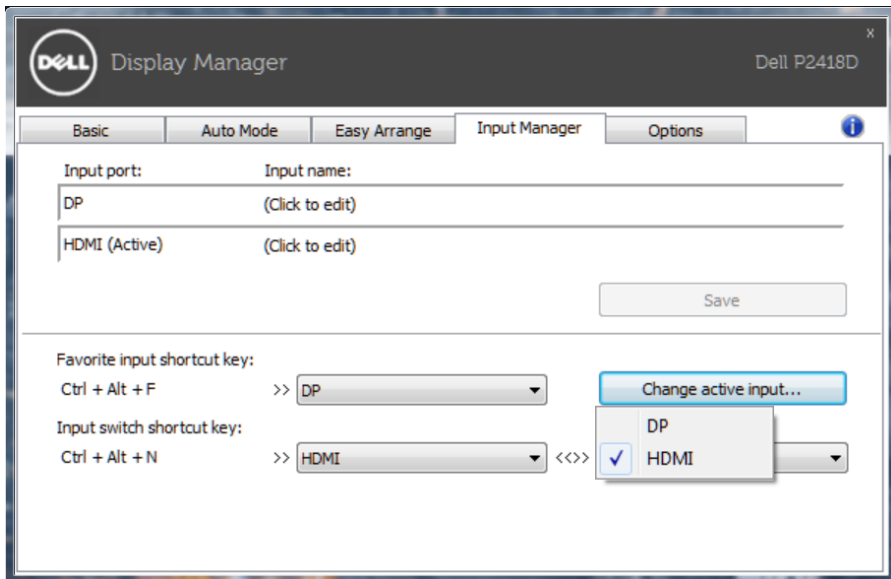 DELL Display Manager
x
Dell P2418D
Basic Auto Mode Easy Arrange Input Manager Options i
Input port: Input name:
DP (Click to edit)
HDMI (Active) (Click to edit)
Save
Favorite input shortcut key:
Ctrl + Alt + F >> DP Change active input...
Input switch shortcut key:
DP
Ctrl + Alt + N >> HDMI <<>> HDMI